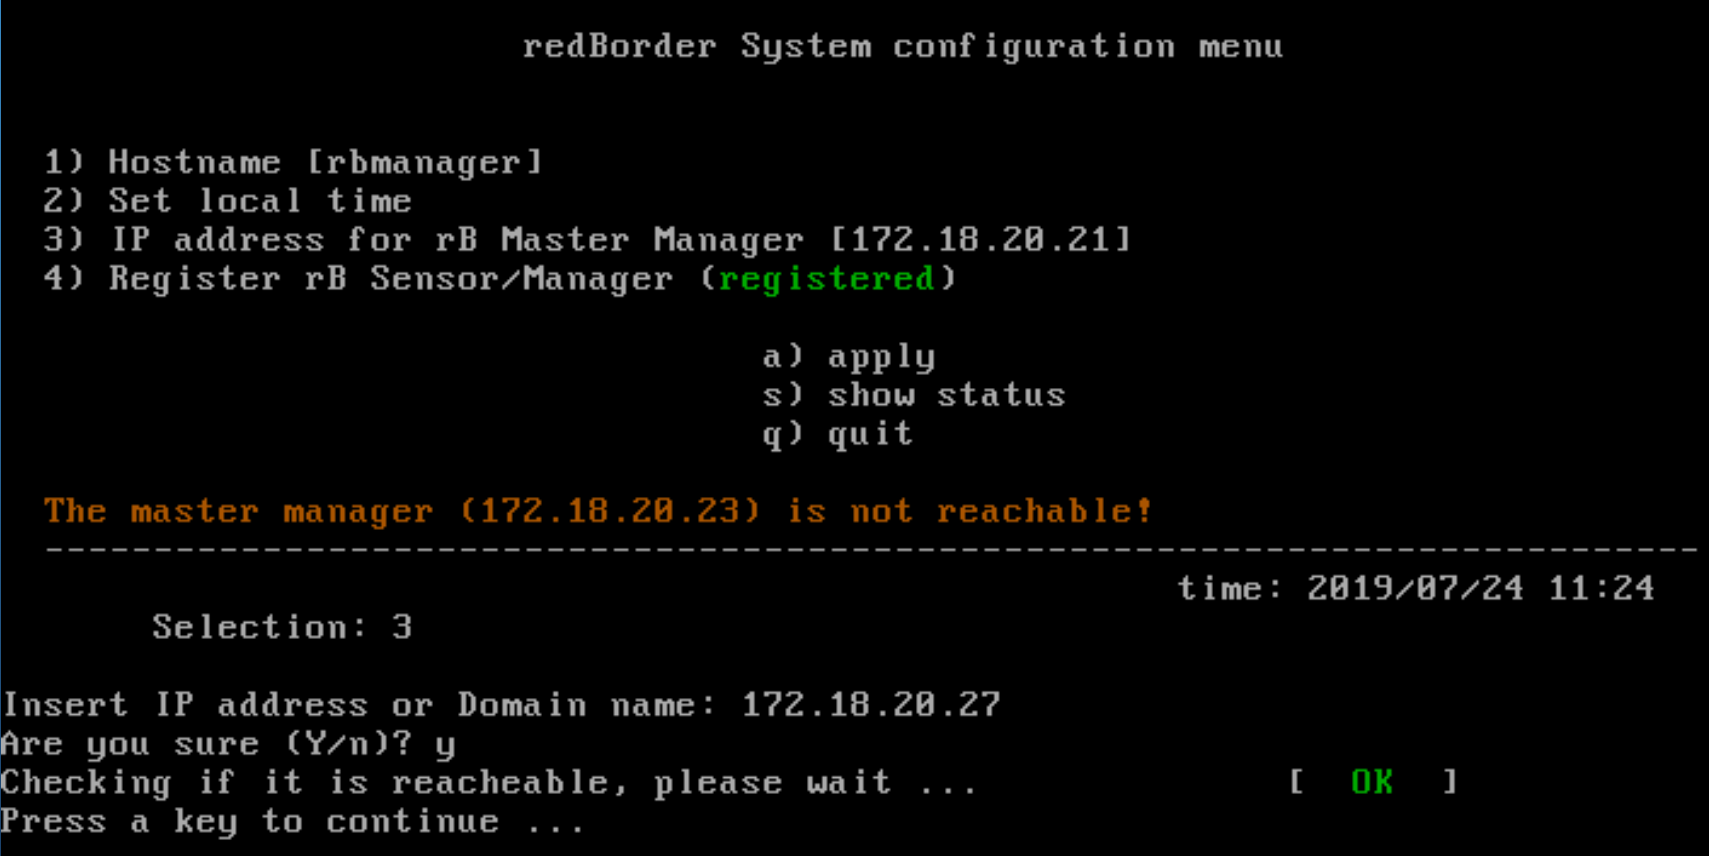 redBorder System configuration menu
1) Hostname [rbmanager]
2) Set local time
3) IP address for rB Master Manager [172.18.20.21]
4) Register rB Sensor/Manager (registered)
a) apply
s) show status
q) quit
The master manager (172.18.20.23) is not reachable!
-----------------------------------------------------------------------------
time: 2019/07/24 11:24
Selection: 3
Insert IP address or Domain name: 172.18.20.27
Are you sure (Y/n)? y
Checking if it is reacheable, please wait ... [ OK ]
Press a key to continue ...